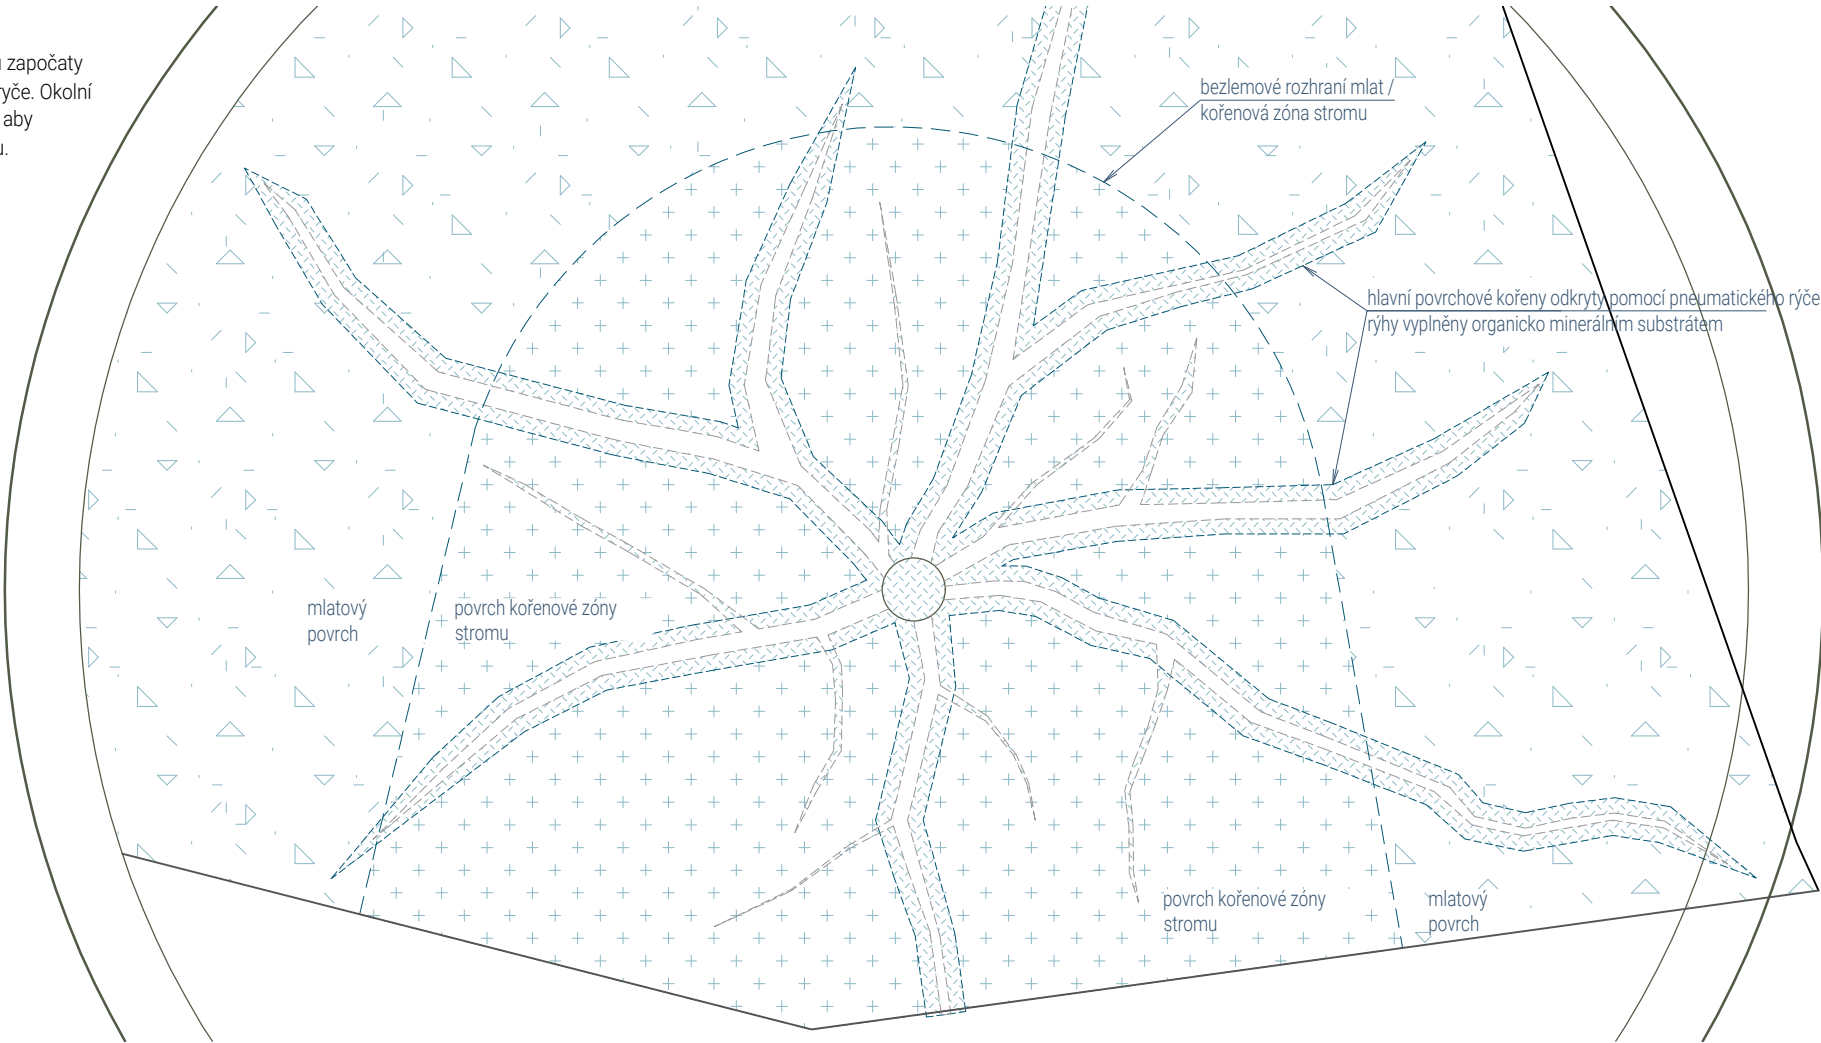 započaty
rýče. Okolní
aby
bezlemové rozhraní mlat /
kořenová zóna stromu
hlavní povrchové kořeny odkryty pomocí pneumatického rýče
rýhy vyplněny organicko minerálním substrátem
mlatový
povrch
povrch kořenové zóny
stromu
povrch kořenové zóny
stromu
mlatový
povrch